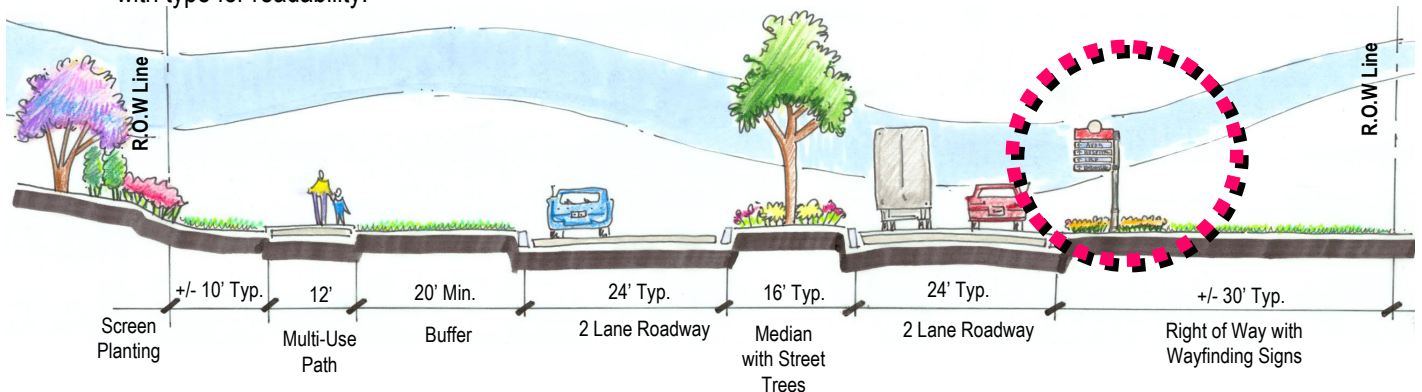 with type for readability.
R.O.W Line
R.O.W Line
+/- 10' Typ.
12'
20' Min.
24' Typ.
16' Typ.
24' Typ.
+/- 30' Typ.
Screen
Planting
Multi-Use
Path
Buffer
2 Lane Roadway
Median
with Street
Trees
2 Lane Roadway
Right of Way with
Wayfinding Signs